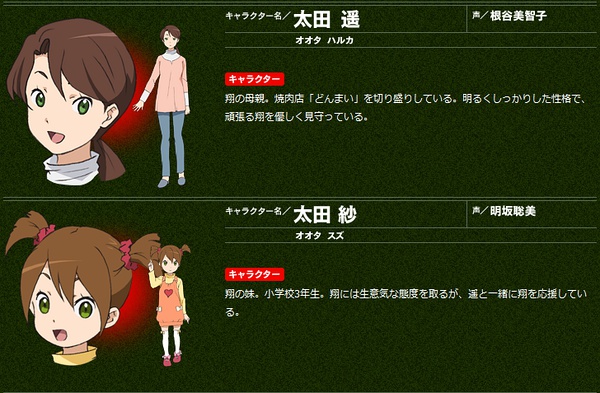 キャラクター名／太田 遥
声／根谷美智子
オオタ ハルカ
キャラクター
翔の母親。焼肉店「どんまい」を切り盛りしている。明るくしっかりした性格で、
頑張る翔を優しく見守っている。
キャラクター名／太田 紗
声／明坂聡美
オオタ スズ
キャラクター
翔の妹。小学校3年生。翔には生意気な態度を取るが、遥と一緒に翔を応援してい
る。